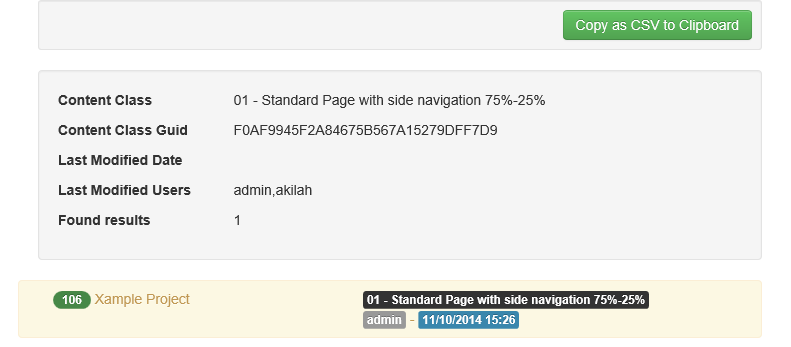 Copy as CSV to Clipboard
Content Class 01 - Standard Page with side navigation 75%-25%
Content Class Guid F0AF9945F2A84675B567A15279DFF7D9
Last Modified Date
Last Modified Users admin,akilah
Found results 1
106 Xample Project 01 - Standard Page with side navigation 75%-25%
admin - 11/10/2014 15:26